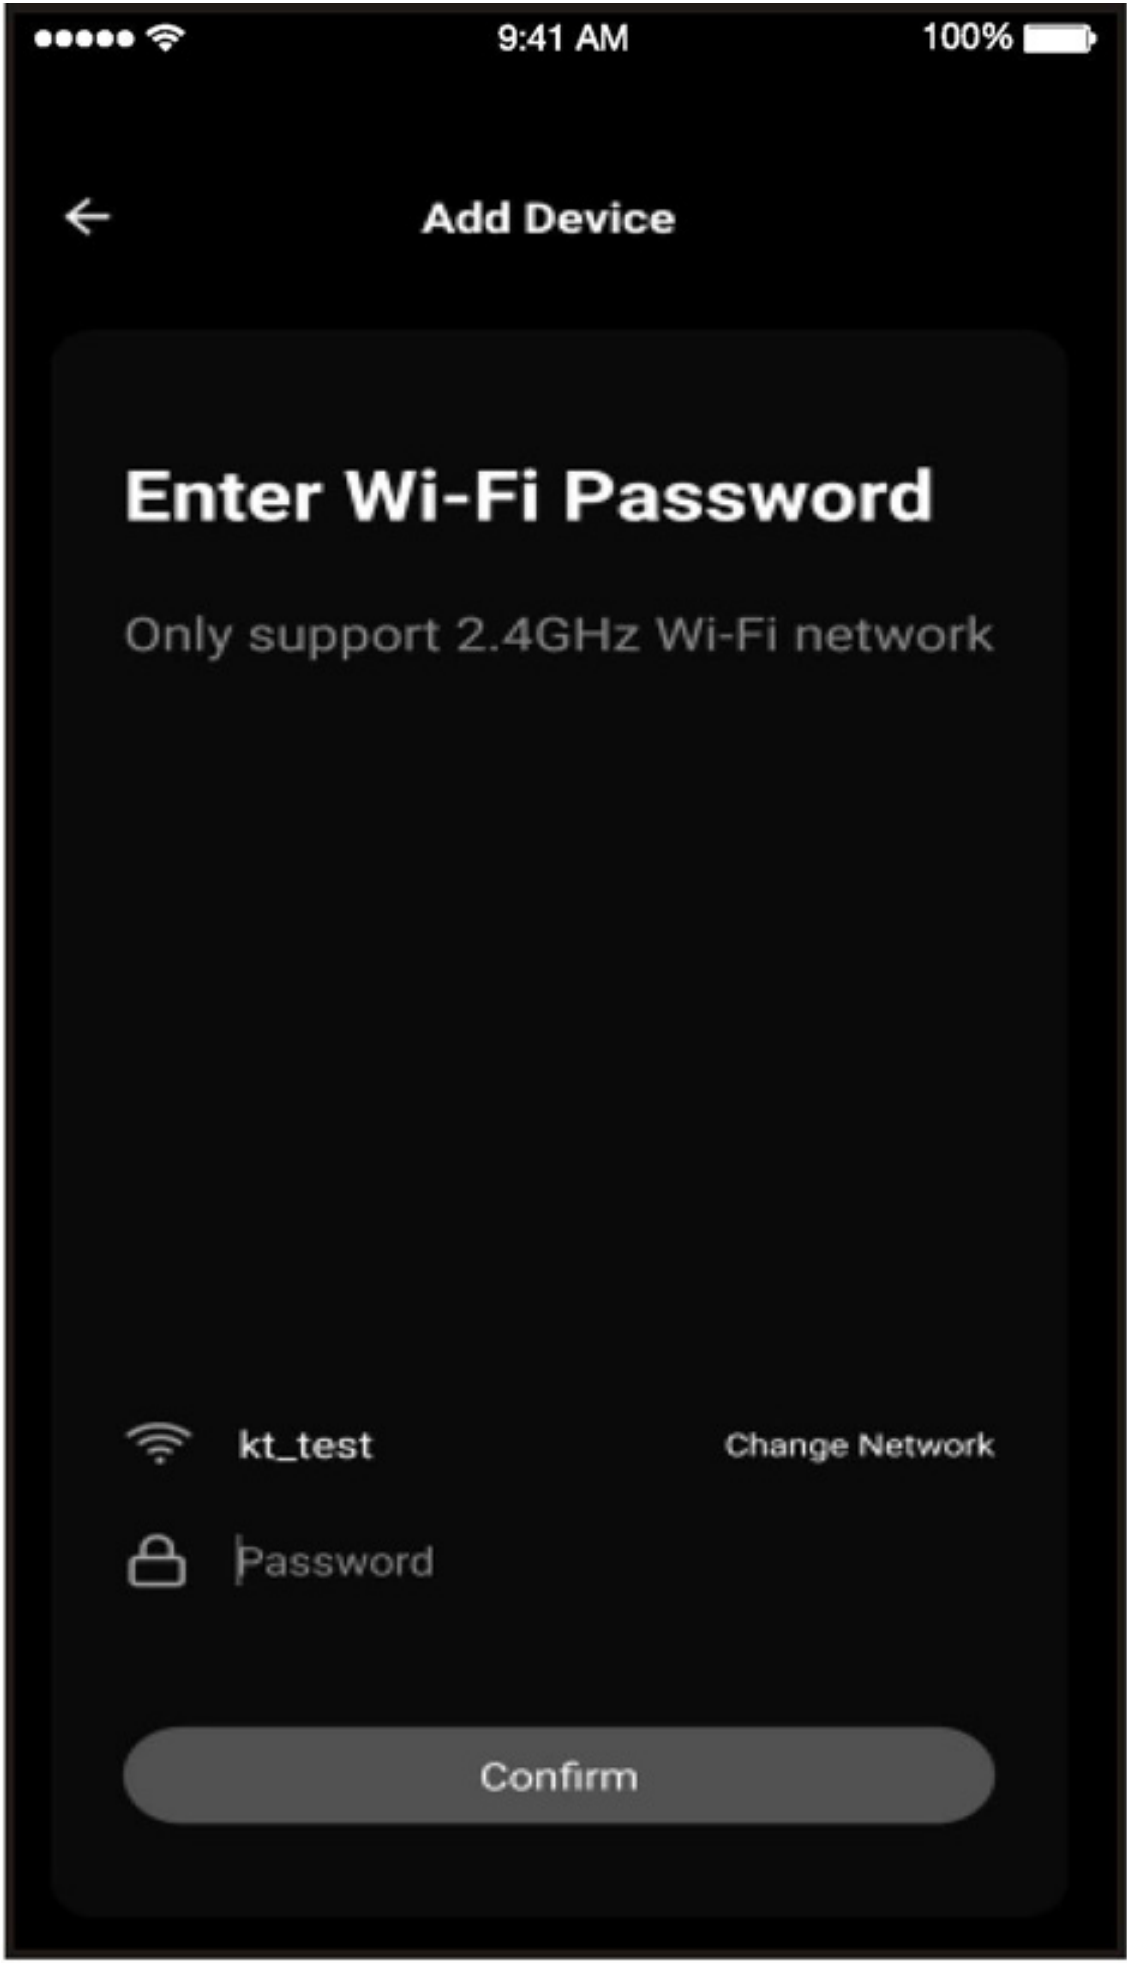 9:41 AM 100%
Add Device
Enter Wi-Fi Password
Only support 2.4GHz Wi-Fi network
kt_test Change Network
Password
Confirm